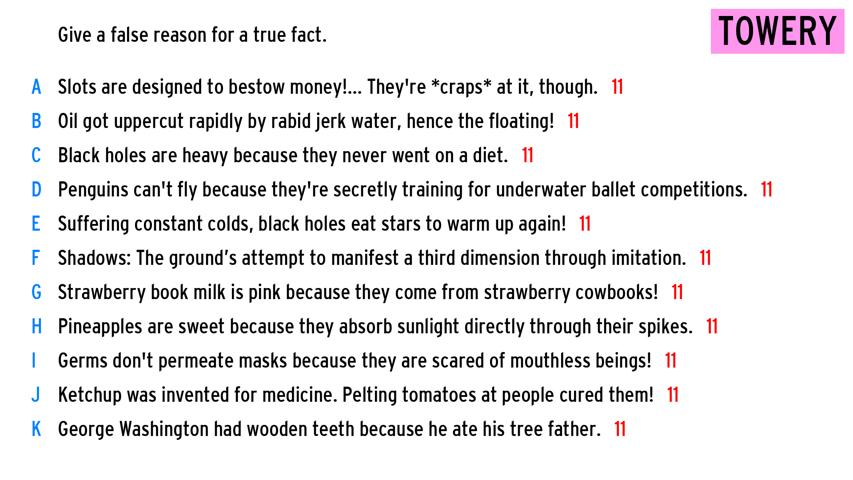 Give a false reason for a true fact.
TOWERY
A Slots are designed to bestow money!... They're *craps* at it, though. 11
B Oil got uppercut rapidly by rabid jerk water, hence the floating! 11
C Black holes are heavy because they never went on a diet. 11
D Penguins can't fly because they're secretly training for underwater ballet competitions. 11
E Suffering constant colds, black holes eat stars to warm up again! 11
F Shadows: The ground’s attempt to manifest a third dimension through imitation. 11
G Strawberry book milk is pink because they come from strawberry cowbooks! 11
H Pineapples are sweet because they absorb sunlight directly through their spikes. 11
I Germs don't permeate masks because they are scared of mouthless beings! 11
J Ketchup was invented for medicine. Pelting tomatoes at people cured them! 11
K George Washington had wooden teeth because he ate his tree father. 11